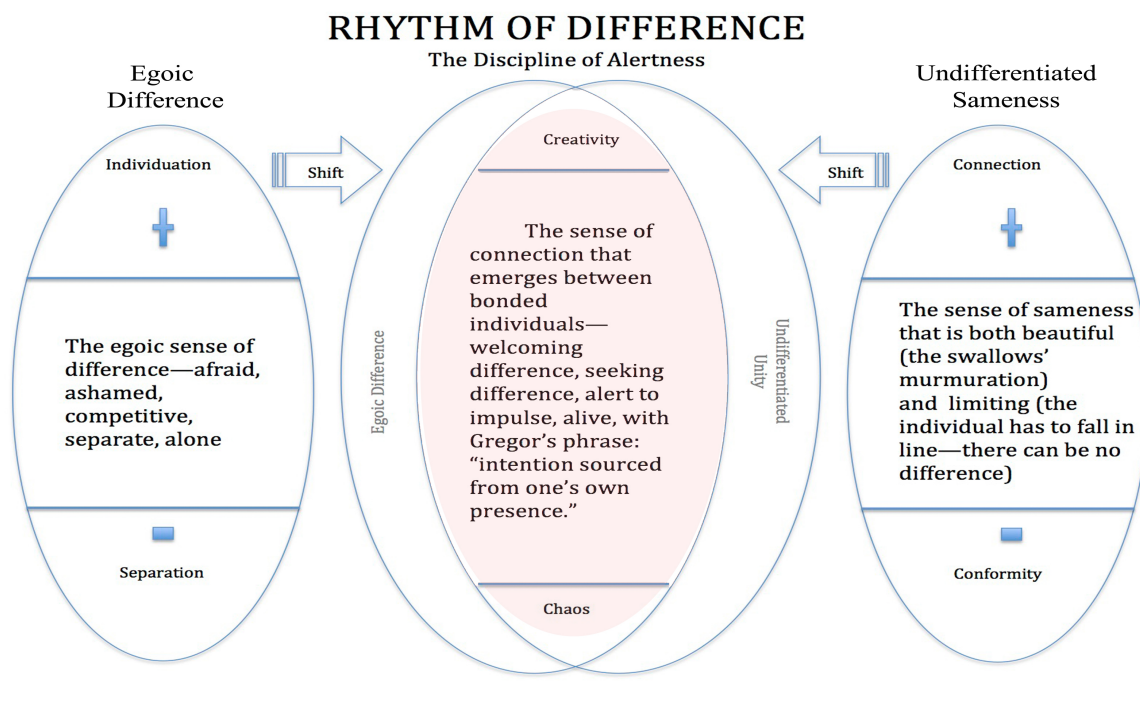 RHYTHM OF DIFFERENCE
The Discipline of Alertness
Egoic
Difference
Individuation
The egoic sense of
difference—afraid,
ashamed,
competitive,
separate, alone
Separation
Shift
Egoic Difference
Creativity
The sense of
connection that
emerges between
bonded
individuals—
welcoming
difference, seeking
difference, alert to
impulse, alive, with
Gregor’s phrase:
“intention sourced
from one’s own
presence.”
Chaos
Undifferentiated
Unity
Shift
Undifferentiated
Sameness
Connection
The sense of sameness
that is both beautiful
(the swallows’
murmuration)
and limiting (the
individual has to fall in
line—there can be no
difference)
Conformity